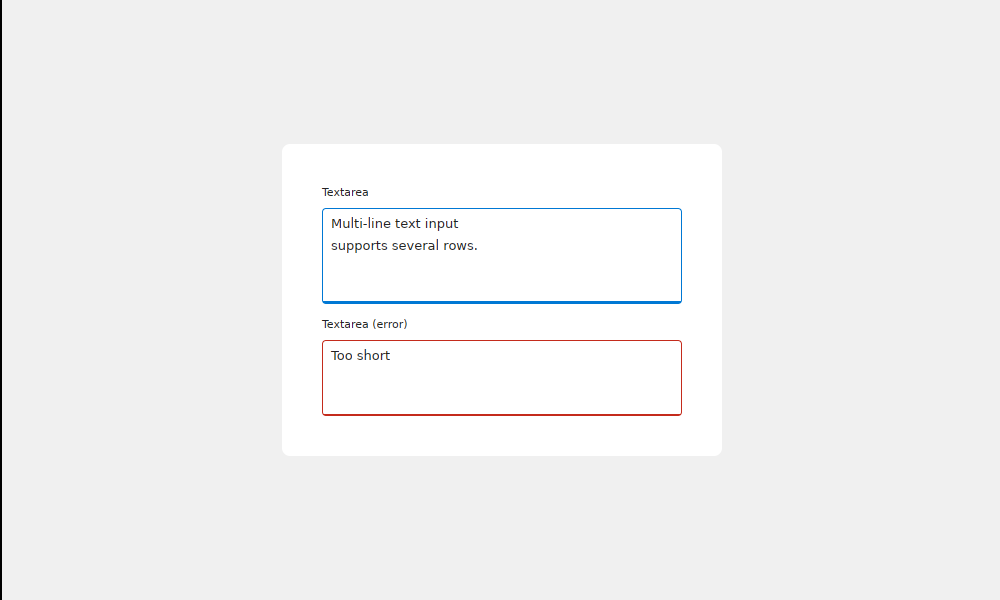 Textarea
Multi-line text input
supports several rows.
Textarea (error)
Too short